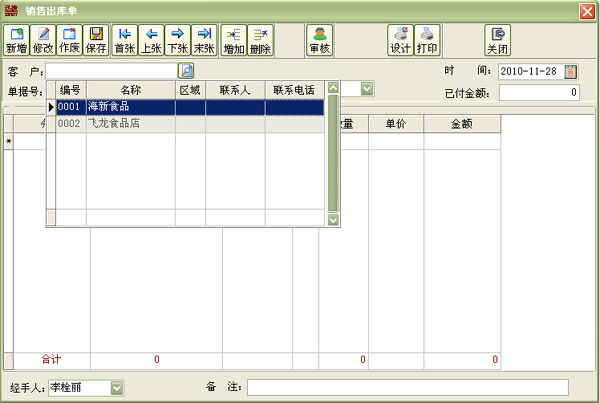 销售出库单
新增 修改 作废 保存 首张 上张 下张 末张 增加 删除 审核 设计 打印 关闭
客 户: 时 间: 2010-11-28
单据号: 已付金额: 0
编号 名称 区域 联系人 联系电话
0001 海新食品
0002 飞龙食品店
单价 金额
*
合计 0 0 0
经手人: 李栓丽 备 注: